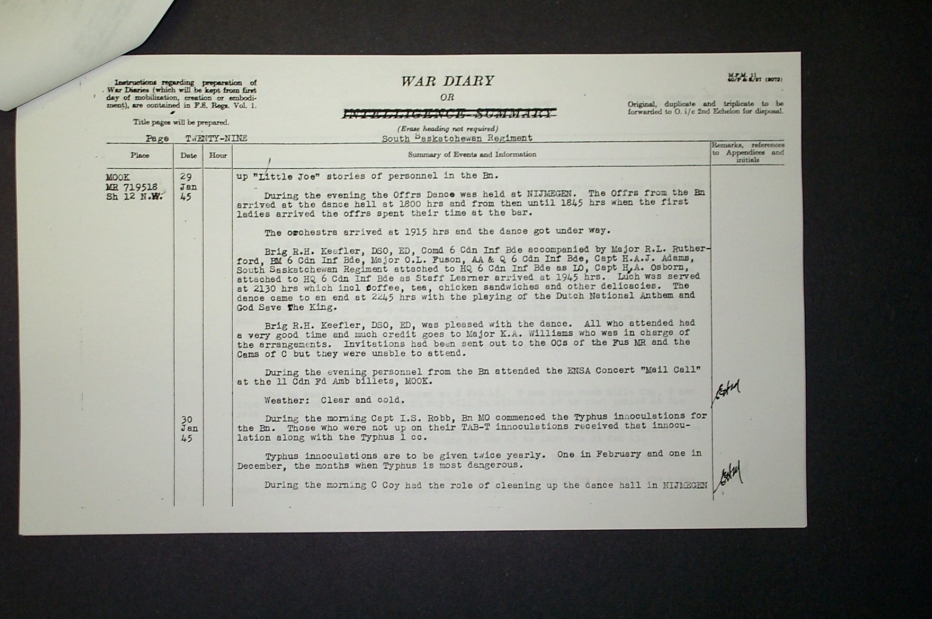 Instructions regarding preparation of
War Diaries (which will be kept from first
day of mobilization, creation or embodi-
ment), are contained in F.S. Regs. Vol. 1.
Title pages will be prepared.
WAR DIARY
OR
INTELLIGENCE SUMMARY
(Erase heading not required)
Original, duplicate and triplicate to be
forwarded to O. i/c 2nd Echelon for disposal.
Page TWENTY-NINE
South Saskatchewan Regiment
Place Date Hour Summary of Events and Information Remarks, references
to Appendices and
initials
MOOK 29 up "Little Joe" stories of personnel in the Bn.
MR 719518 Jan
Sh 12 N.W. 45
During the evening the Offrs Dance was held at NIJMEGEN. The Offrs from the Bn
arrived at the dance hall at 1800 hrs and from then until 1845 hrs when the first
ladies arrived the offrs spent their time at the bar.
The orchestra arrived at 1915 hrs and the dance got under way.
Brig R.H. Keefler, DSO, ED, Comd 6 Cdn Inf Bde accompanied by Major R.L. Ruther-
ford, BM 6 Cdn Inf Bde, Major O.L. Fuson, AA & Q 6 Cdn Inf Bde, Capt H.A.J. Adams,
South Saskatchewan Regiment attached to HQ 6 Cdn Inf Bde as LO, Capt H.A. Osborn,
attached to HQ 6 Cdn Inf Bde as Staff Learner arrived at 1945 hrs. Luch was served
at 2130 hrs which incl Coffee, tea, chicken sandwiches and other delicacies. The
dance came to an end at 2245 hrs with the playing of the Dutch National Anthem and
God Save The King.
Brig R.H. Keefler, DSO, ED, was pleased with the dance. All who attended had
a very good time and much credit goes to Major K.A. Williams who was in charge of
the arrangements. Invitations had been sent out to the OCs of the Fus MR and the
Cams of C but they were unable to attend.
During the evening personnel from the Bn attended the ENSA Concert "Mail Call"
at the 11 Cdn Fd Amb billets, MOOK.
Weather: Clear and cold.
30 During the morning Capt I.S. Robb, Bn MO commenced the Typhus innoculations for
Jan the Bn. Those who were not up on their TAB-T innoculations received that innocu-
45 lation along with the Typhus 1 cc.
Typhus innoculations are to be given twice yearly. One in February and one in
December, the months when Typhus is most dangerous.
During the morning C Coy had the role of cleaning up the dance hall in NIJMEGEN